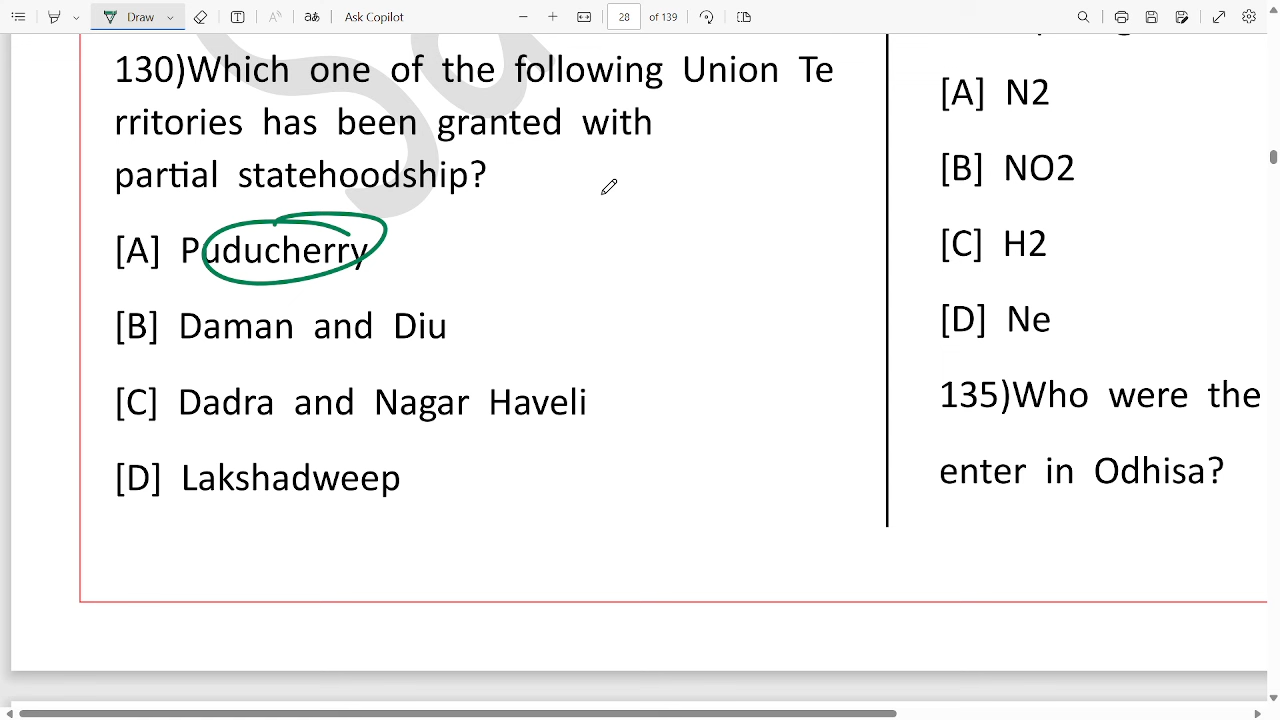 Draw
Ask Copilot
28
of 139
130)Which one of the following Union Te
rritories has been granted with
partial statehoodship?
[A] Puducherry
[B] Daman and Diu
[C] Dadra and Nagar Haveli
[D] Lakshadweep
[A] N2
[B] NO2
[C] H2
[D] Ne
135)Who were the
enter in Odhisa?